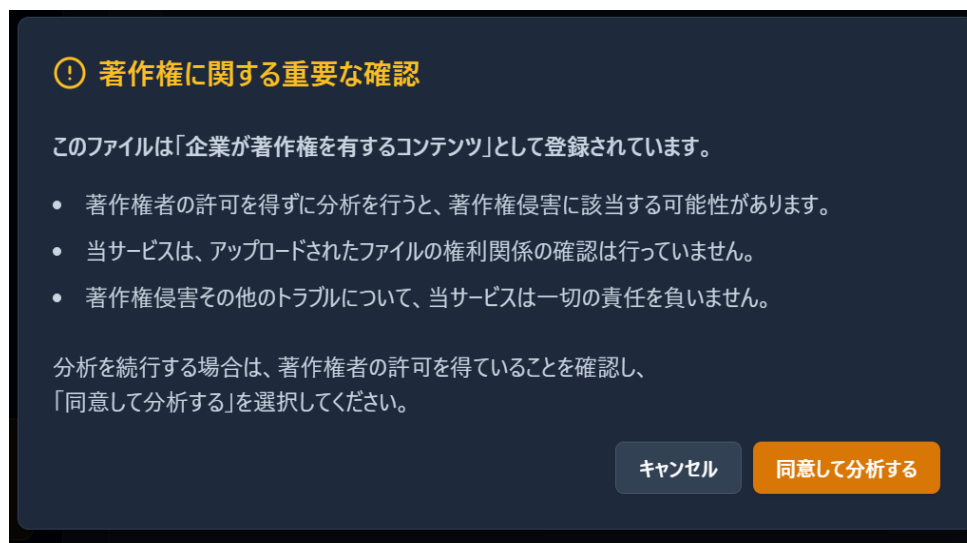 著作権に関する重要な確認
このファイルは「企業が著作権を有するコンテンツ」として登録されています。
• 著作権者の許可を得ずに分析を行うと、著作権侵害に該当する可能性があります。
• 当サービスは、アップロードされたファイルの権利関係の確認は行っていません。
• 著作権侵害その他のトラブルについて、当サービスは一切の責任を負いません。
分析を続行する場合は、著作権者の許可を得ていることを確認し、
「同意して分析する」を選択してください。
キャンセル 同意して分析する